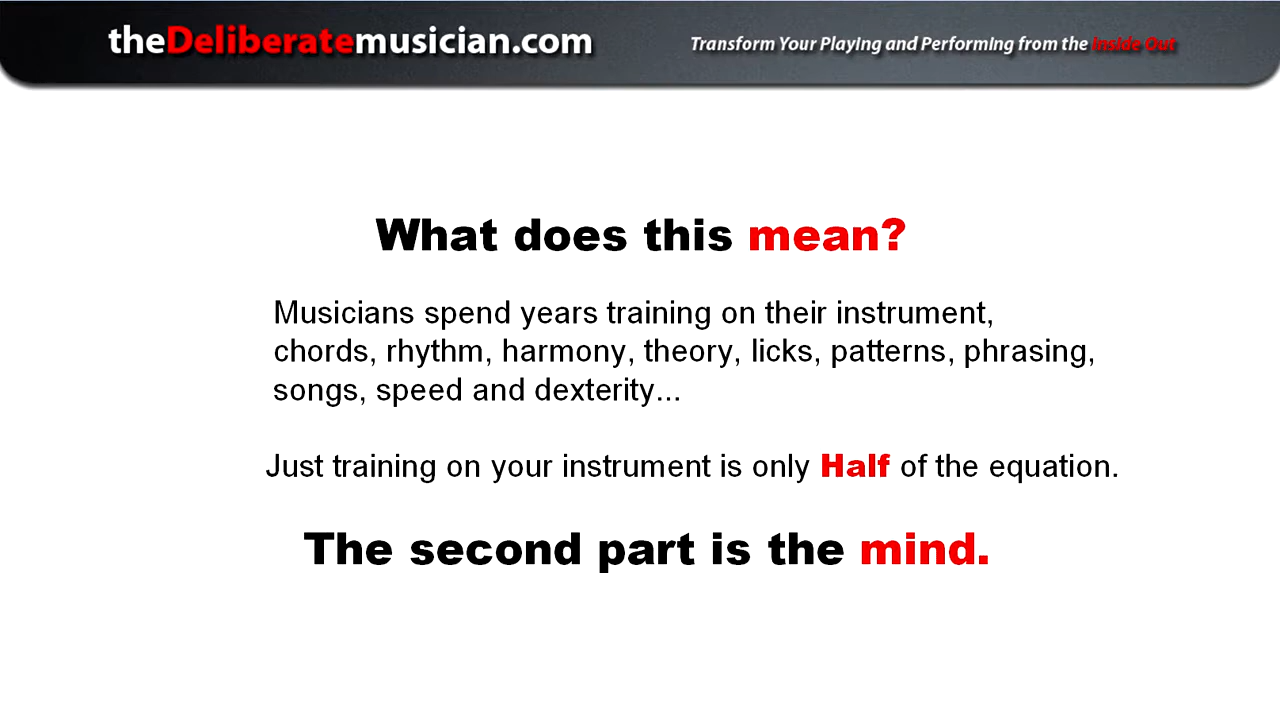 theDeliberatemusician.com
Transform Your Playing and Performing from the Inside Out
What does this mean?
Musicians spend years training on their instrument,
chords, rhythm, harmony, theory, licks, patterns, phrasing,
songs, speed and dexterity...
Just training on your instrument is only Half of the equation.
The second part is the mind.